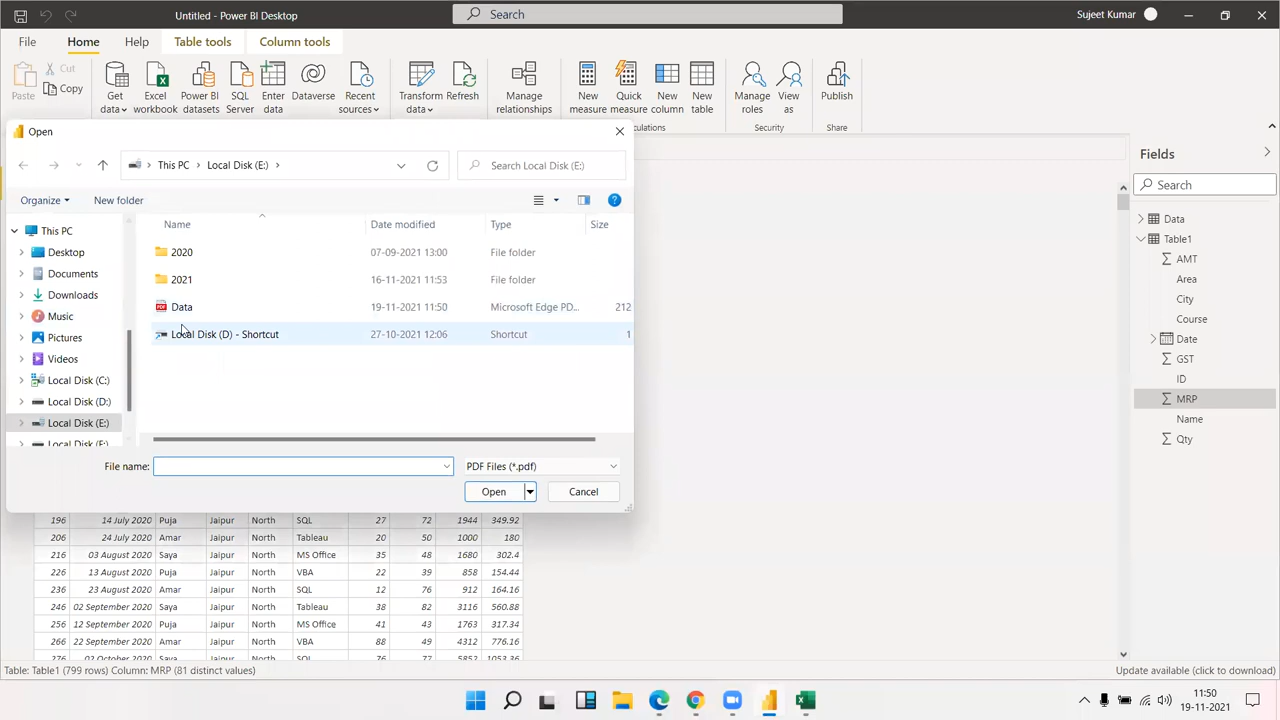 Untitled - Power BI Desktop
Search
Sujeet Kumar
File
Home
Help
Table tools
Column tools
Paste
Cut
Copy
Get data
Excel workbook
Power BI datasets
SQL Server
Enter data
Dataverse
Recent sources
Transform data
Refresh
Manage relationships
New measure
Quick measure
New column
New table
Manage roles
View as
Publish
Security
Share
Open
This PC > Local Disk (E:) >
Search Local Disk (E:)
Organize
New folder
Name Date modified Type Size
This PC
Desktop
Documents
Downloads
Music
Pictures
Videos
Local Disk (C:)
Local Disk (D:)
Local Disk (E:)
2020 07-09-2021 13:00 File folder
2021 16-11-2021 11:53 File folder
Data 19-11-2021 11:50 Microsoft Edge PD... 212
Local Disk (D) - Shortcut 27-10-2021 12:06 Shortcut 1
File name:
PDF Files (*.pdf)
Open
Cancel
Fields
Search
Data
Table1
AMT
Area
City
Course
Date
GST
ID
MRP
Name
Qty
196 14 July 2020 Puja Jaipur North SQL 27 72 1944 349.92
206 24 July 2020 Amar Jaipur North Tableau 20 50 1000 180
216 03 August 2020 Saya Jaipur North MS Office 35 48 1680 302.4
226 13 August 2020 Puja Jaipur North VBA 22 39 858 154.44
236 23 August 2020 Amar Jaipur North SQL 12 76 912 164.16
246 02 September 2020 Saya Jaipur North Tableau 38 82 3116 560.88
256 12 September 2020 Puja Jaipur North MS Office 41 43 1763 317.34
266 22 September 2020 Amar Jaipur North VBA 88 49 4312 776.16
276 02 October 2020 Saya Jaipur North SQL 76 77 5852 1053.36
Table: Table1 (799 rows) Column: MRP (81 distinct values)
Update available (click to download)
11:50
19-11-2021